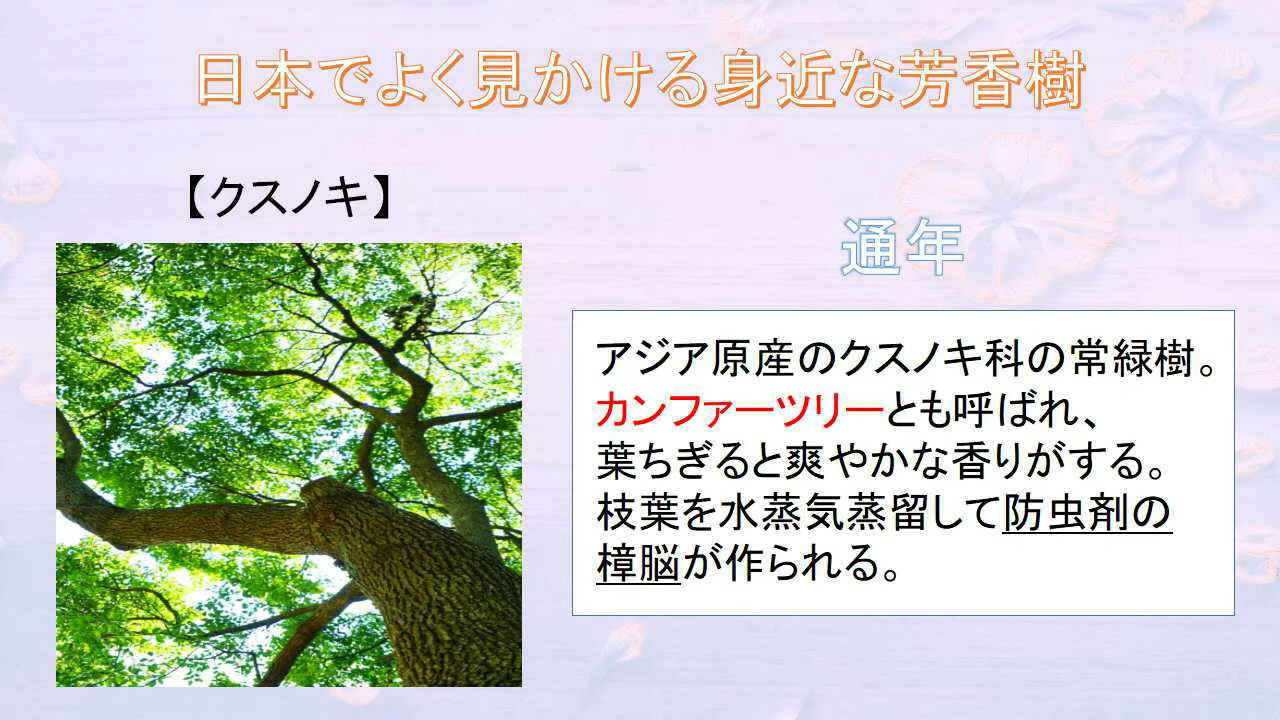 日本でよく見かける身近な芳香樹
【クスノキ】
通年
アジア原産のクスノキ科の常緑樹。
カンファーツリーとも呼ばれ、
葉ちぎると爽やかな香りがする。
枝葉を水蒸気蒸留して防虫剤の
樟脳が作られる。